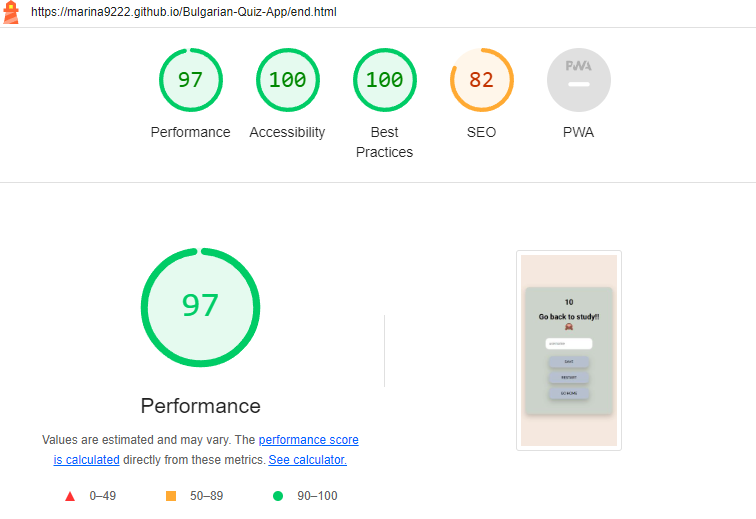 https://marina9222.github.io/Bulgarian-Quiz-App/end.html
97
100
100
82
PWA
Performance
Accessibility
Best
Practices
SEO
PWA
97
10
Go back to study!!
username
SAVE
RESTART
GO HOME
Performance
Values are estimated and may vary. The performance score
is calculated directly from these metrics. See calculator.
0–49
50–89
90–100